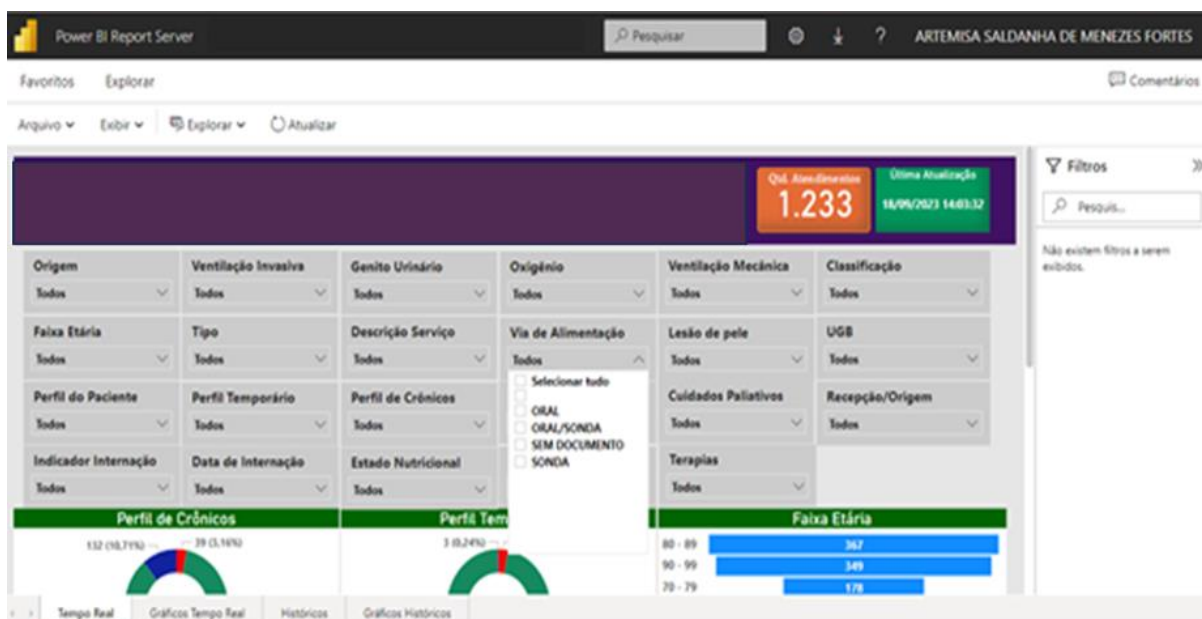 Power BI Report Server
Pesquisar
ARTEMISA SALDANHA DE MENEZES FORTES
Favoritos Explorar
Comentários
Arquivo Exibir Explorar Atualizar
Qtd. Atendimentos
1.233
Última Atualização
18/09/2023 14:03:32
Filtros
Pesquis...
Não existem filtros a serem
exibidos.
Origem Ventilação Invasiva Genito Urinário Oxigênio Ventilação Mecânica Classificação
Todos Todos Todos Todos Todos Todos
Faixa Etária Tipo Descrição Serviço Via de Alimentação Lesão de pele UGB
Todos Todos Todos Todos Todos Todos
Selecionar tudo
ORAL
ORAL/SONDA
SEM DOCUMENTO
SONDA
Perfil do Paciente Perfil Temporário Perfil de Crônicos Cuidados Paliativos Recepção/Origem
Todos Todos Todos Todos Todos
Indicador Internação Data de Internação Estado Nutricional Terapias
Todos Todos Todos Todos
Perfil de Crônicos Perfil Tem Faixa Etária
132 (10,71%) 39 (3,16%) 3 (0,24%)
80 - 89 367
90 - 99 349
70 - 79 178
Tempo Real Gráficos Tempo Real Históricos Gráficos Históricos